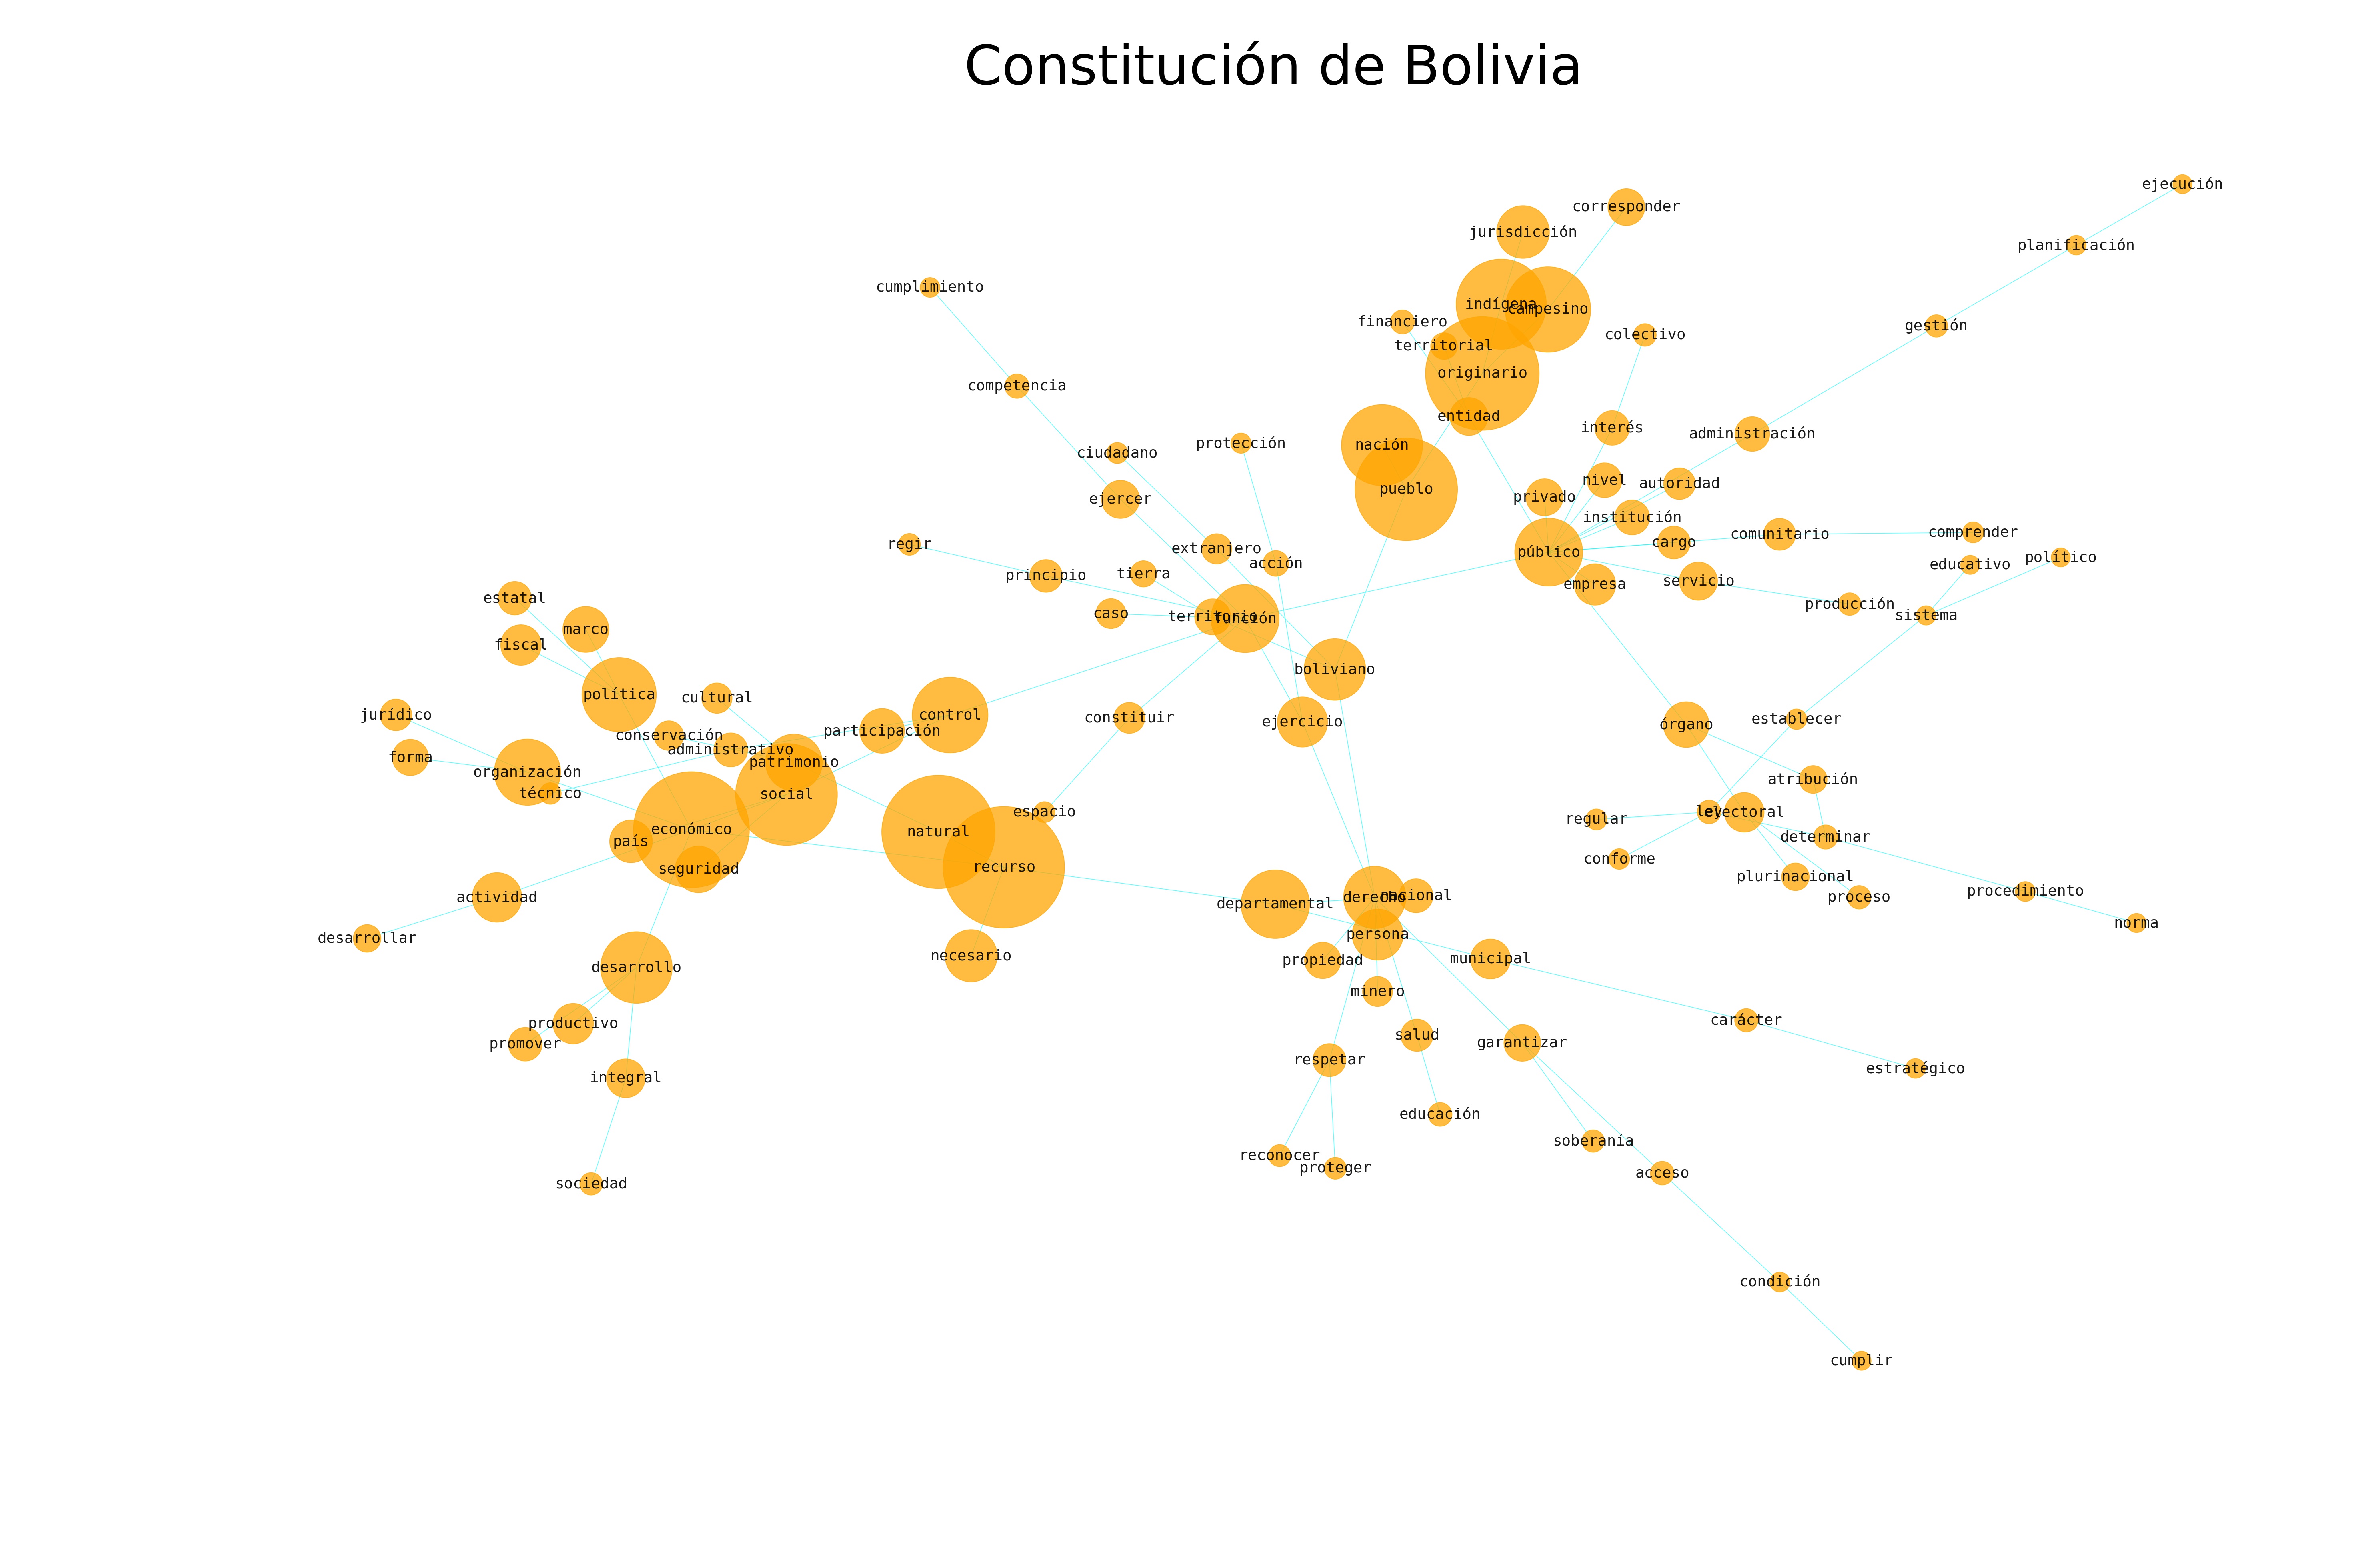 Constitución de Bolivia
ejecución
corresponder
jurisdicción
planificación
cumplimiento
indígena
campesino
financiero
gestión
colectivo
territorial
originario
competencia
entidad
interés
administración
protección
nación
ciudadano
nivel
autoridad
pueblo
privado
ejercer
institución
comunitario
comprender
cargo
regir
extranjero
público
político
acción
educativo
principio
tierra
empresa
servicio
estatal
producción
caso
territorio
función
sistema
marco
fiscal
boliviano
política
cultural
jurídico
control
constituir
ejercicio
establecer
órgano
participación
conservación
administrativo
forma
patrimonio
organización
atribución
técnico
social
espacio
ley
electoral
regular
económico
natural
determinar
país
conforme
seguridad
recurso
plurinacional
procedimiento
actividad
departamental
derecho
nacional
proceso
norma
desarrollar
persona
necesario
propiedad
municipal
desarrollo
minero
carácter
productivo
salud
promover
garantizar
respetar
estratégico
integral
educación
soberanía
reconocer
proteger
acceso
sociedad
condición
cumplir